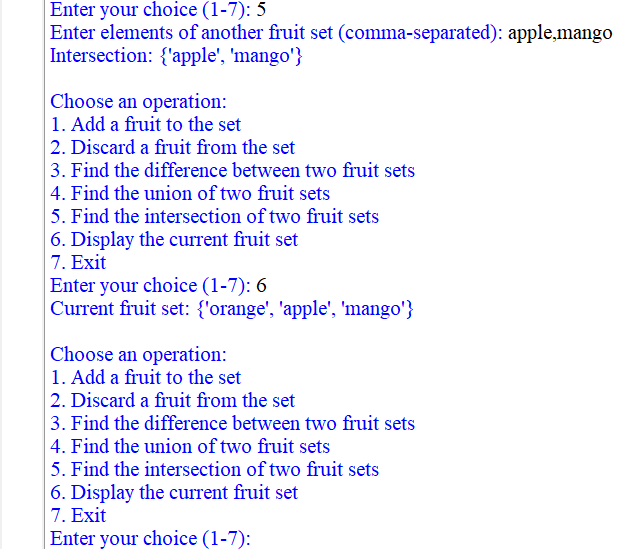 Enter your choice (1-7): 5
Enter elements of another fruit set (comma-separated): apple,mango
Intersection: {'apple', 'mango'}
Choose an operation:
1. Add a fruit to the set
2. Discard a fruit from the set
3. Find the difference between two fruit sets
4. Find the union of two fruit sets
5. Find the intersection of two fruit sets
6. Display the current fruit set
7. Exit
Enter your choice (1-7): 6
Current fruit set: {'orange', 'apple', 'mango'}
Choose an operation:
1. Add a fruit to the set
2. Discard a fruit from the set
3. Find the difference between two fruit sets
4. Find the union of two fruit sets
5. Find the intersection of two fruit sets
6. Display the current fruit set
7. Exit
Enter your choice (1-7):